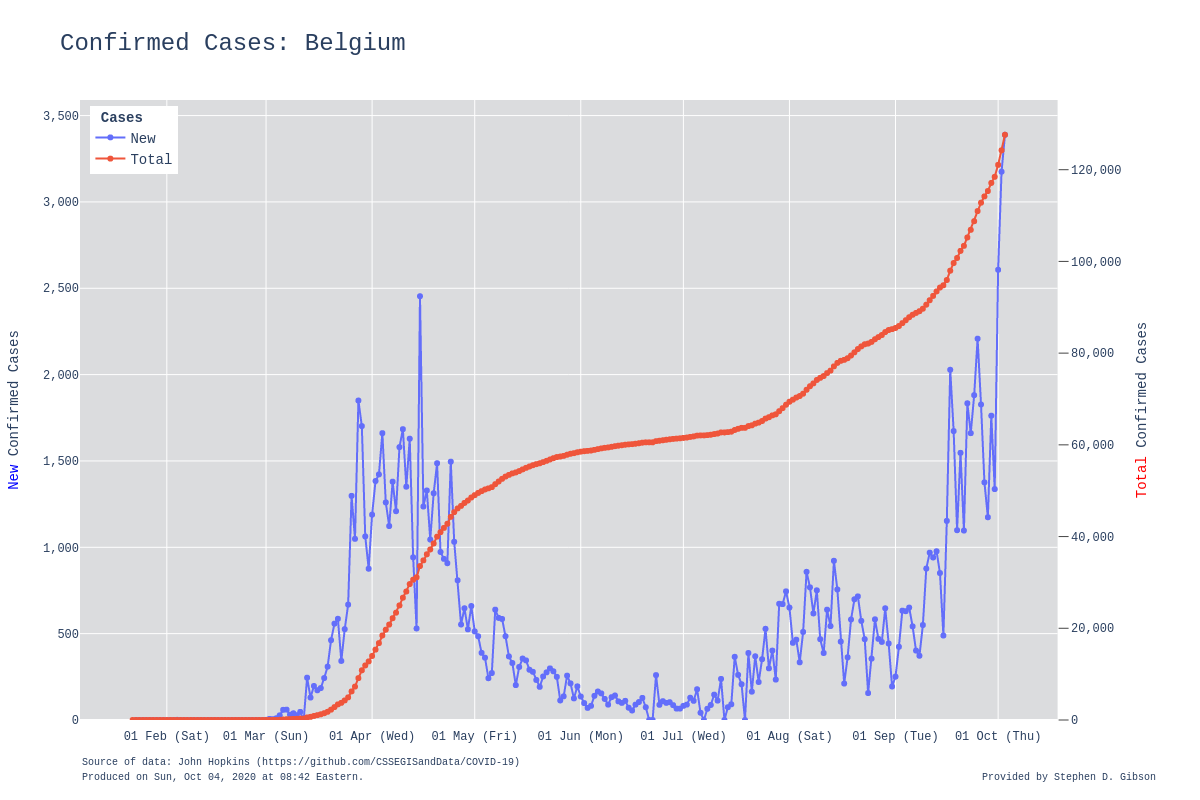 Confirmed Cases: Belgium
Cases
New
Total
3,500
3,000
2,500
2,000
1,500
1,000
500
0
New Confirmed Cases
120,000
100,000
80,000
60,000
40,000
20,000
0
Total Confirmed Cases
01 Feb (Sat) 01 Mar (Sun) 01 Apr (Wed) 01 May (Fri) 01 Jun (Mon) 01 Jul (Wed) 01 Aug (Sat) 01 Sep (Tue) 01 Oct (Thu)
Source of data: John Hopkins (https://github.com/CSSEGISandData/COVID-19)
Produced on Sun, Oct 04, 2020 at 08:42 Eastern.
Provided by Stephen D. Gibson